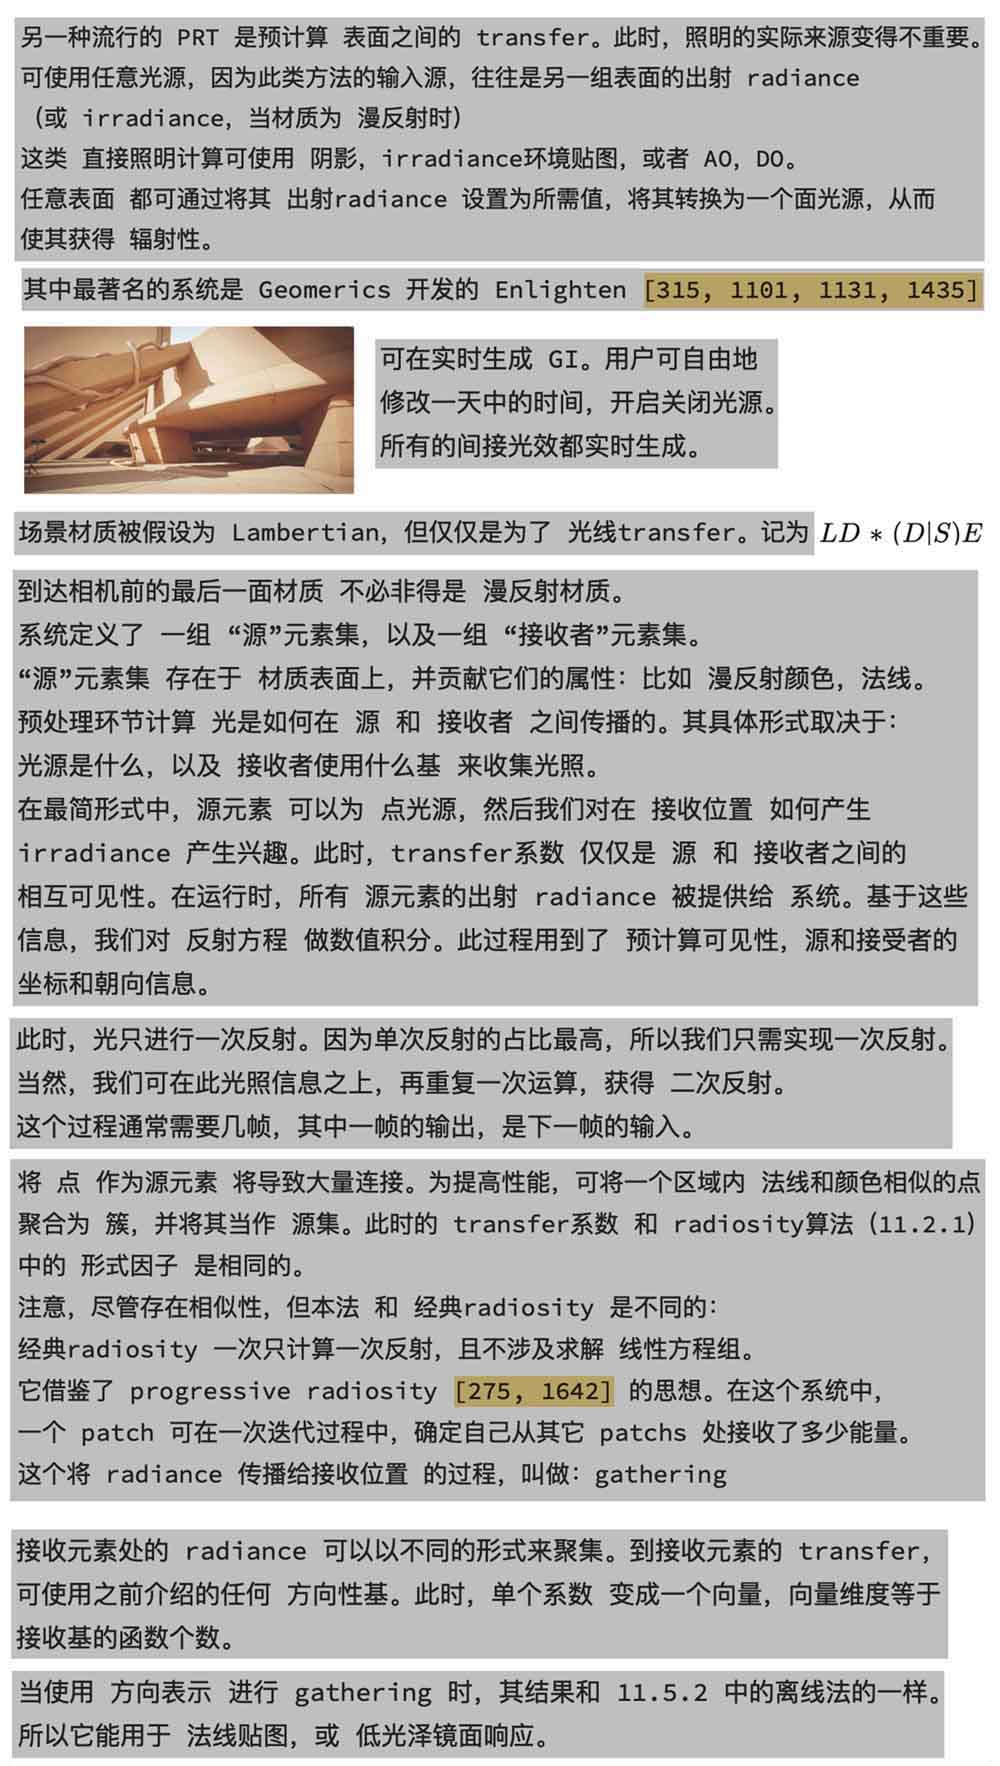 另一种流行的 PRT 是预计算 表面之间的 transfer。此时，照明的实际来源变得不重要。
可使用任意光源，因为此类方法的输入源，往往是另一组表面的出射 radiance
（或 irradiance，当材质为 漫反射时）
这类 直接照明计算可使用 阴影，irradiance环境贴图，或者 AO，DO。
任意表面 都可通过将其 出射radiance 设置为所需值，将其转换为一个面光源，从而
使其获得 辐射性。
其中最著名的系统是 Geomerics 开发的 Enlighten [315, 1101, 1131, 1435]
可在实时生成 GI。用户可自由地
修改一天中的时间，开启关闭光源。
所有的间接光效都实时生成。
场景材质被假设为 Lambertian，但仅仅是为了 光线transfer。记为 LD * (D|S)E
到达相机前的最后一面材质 不必非得是 漫反射材质。
系统定义了 一组 “源”元素集，以及一组 “接收者”元素集。
“源”元素集 存在于 材质表面上，并贡献它们的属性：比如 漫反射颜色，法线。
预处理环节计算 光是如何在 源 和 接收者 之间传播的。其具体形式取决于：
光源是什么，以及 接收者使用什么基 来收集光照。
在最简形式中，源元素 可以为 点光源，然后我们对在 接收位置 如何产生
irradiance 产生兴趣。此时，transfer系数 仅仅是 源 和 接收者之间的
相互可见性。在运行时，所有 源元素的出射 radiance 被提供给 系统。基于这些
信息，我们对 反射方程 做数值积分。此过程用到了 预计算可见性，源和接受者的
坐标和朝向信息。
此时，光只进行一次反射。因为单次反射的占比最高，所以我们只需实现一次反射。
当然，我们可在此光照信息之上，再重复一次运算，获得 二次反射。
这个过程通常需要几帧，其中一帧的输出，是下一帧的输入。
将 点 作为源元素 将导致大量连接。为提高性能，可将一个区域内 法线和颜色相似的点
聚合为 簇，并将其当作 源集。此时的 transfer系数 和 radiosity算法（11.2.1）
中的 形式因子 是相同的。
注意，尽管存在相似性，但本法 和 经典radiosity 是不同的：
经典radiosity 一次只计算一次反射，且不涉及求解 线性方程组。
它借鉴了 progressive radiosity [275, 1642] 的思想。在这个系统中，
一个 patch 可在一次迭代过程中，确定自己从其它 patchs 处接收了多少能量。
这个将 radiance 传播给接收位置 的过程，叫做：gathering
接收元素处的 radiance 可以以不同的形式来聚集。到接收元素的 transfer，
可使用之前介绍的任何 方向性基。此时，单个系数 变成一个向量，向量维度等于
接收基的函数个数。
当使用 方向表示 进行 gathering 时，其结果和 11.5.2 中的离线法的一样。
所以它能用于 法线贴图，或 低光泽镜面响应。